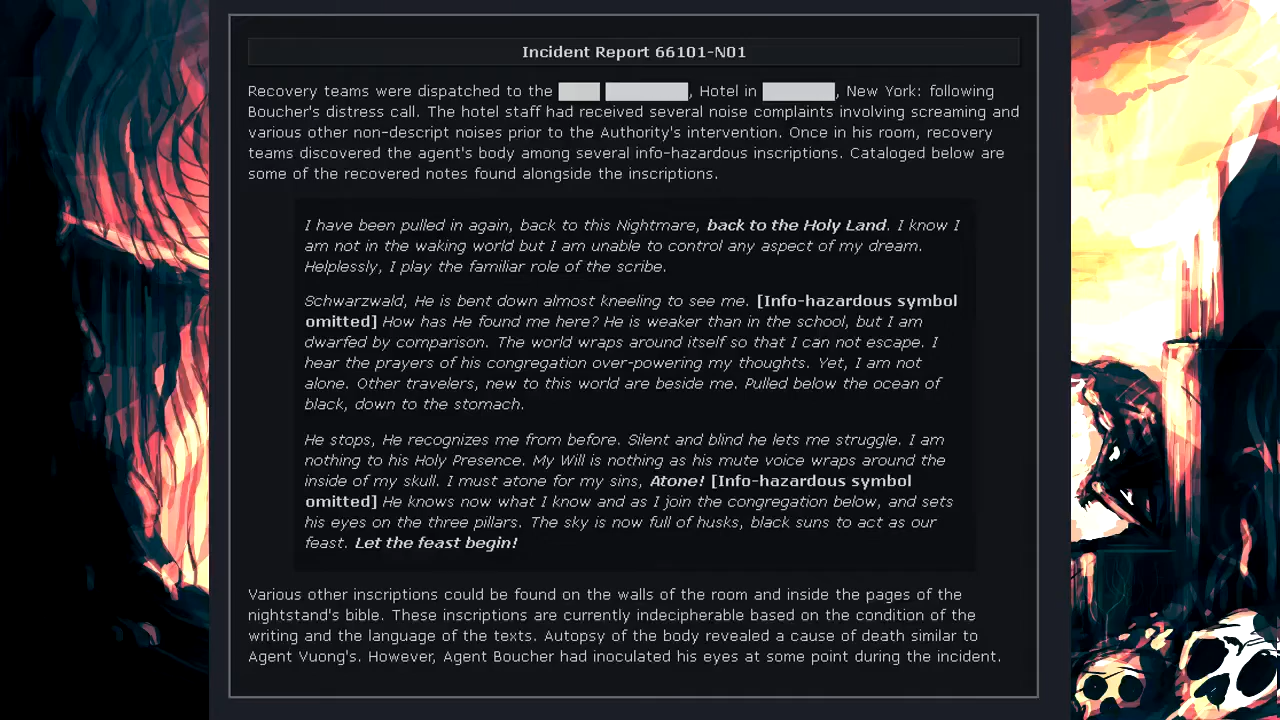 Incident Report 66101-N01
Recovery teams were dispatched to the , Hotel in , New York: following
Boucher's distress call. The hotel staff had received several noise complaints involving screaming and
various other non-descript noises prior to the Authority's intervention. Once in his room, recovery
teams discovered the agent's body among several info-hazardous inscriptions. Cataloged below are
some of the recovered notes found alongside the inscriptions.
I have been pulled in again, back to this Nightmare, back to the Holy Land. I know I
am not in the waking world but I am unable to control any aspect of my dream.
Helplessly, I play the familiar role of the scribe.
Schwarzwald, He is bent down almost kneeling to see me. [Info-hazardous symbol
omitted] How has He found me here? He is weaker than in the school, but I am
dwarfed by comparison. The world wraps around itself so that I can not escape. I
hear the prayers of his congregation over-powering my thoughts. Yet, I am not
alone. Other travelers, new to this world are beside me. Pulled below the ocean of
black, down to the stomach.
He stops, He recognizes me from before. Silent and blind he lets me struggle. I am
nothing to his Holy Presence. My Will is nothing as his mute voice wraps around the
inside of my skull. I must atone for my sins, Atone! [Info-hazardous symbol
omitted] He knows now what I know and as I join the congregation below, and sets
his eyes on the three pillars. The sky is now full of husks, black suns to act as our
feast. Let the feast begin!
Various other inscriptions could be found on the walls of the room and inside the pages of the
nightstand's bible. These inscriptions are currently indecipherable based on the condition of the
writing and the language of the texts. Autopsy of the body revealed a cause of death similar to
Agent Vuong's. However, Agent Boucher had inoculated his eyes at some point during the incident.